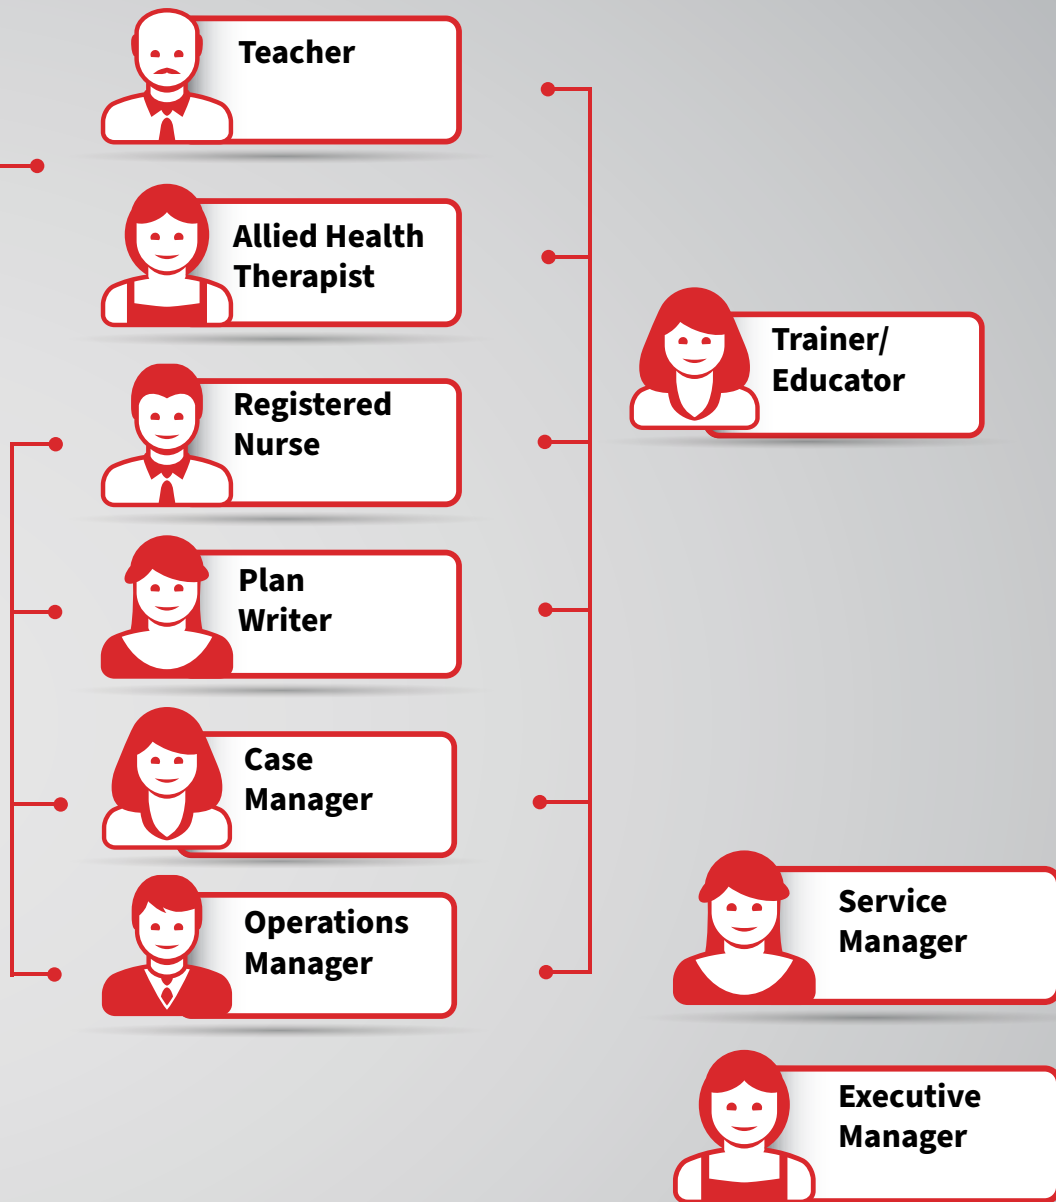 Teacher
Allied Health
Therapist
Registered
Nurse
Plan
Writer
Case
Manager
Operations
Manager
Trainer/
Educator
Service
Manager
Executive
Manager